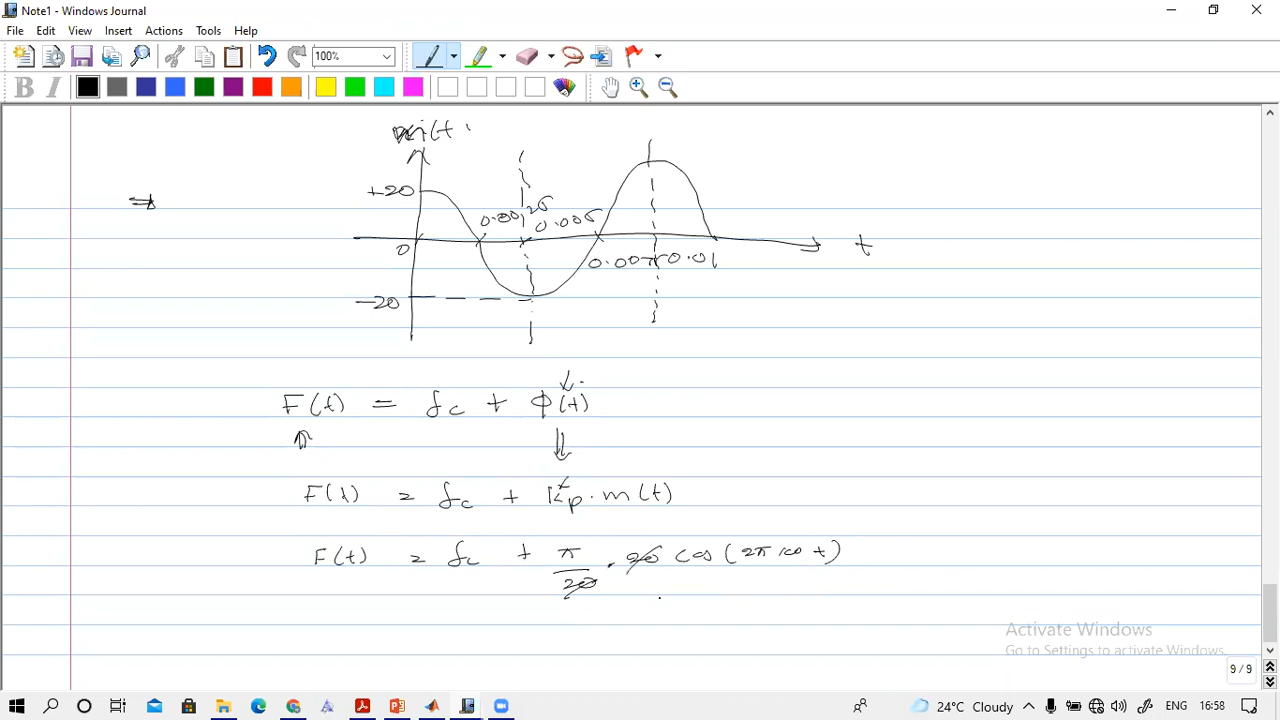 Note1 - Windows Journal
File Edit View Insert Actions Tools Help
100%
B I
+20
0.0025
0.005
0
0.0075 0.01
t
-20
F(t) = fc + φ(t)
F(t) = fc + Kp · m(t)
F(t) = fc + π/20 · 20 cos(2π 100 t)
Activate Windows
Go to Settings to activate Windows.
9 / 9
24°C Cloudy
ENG
16:58